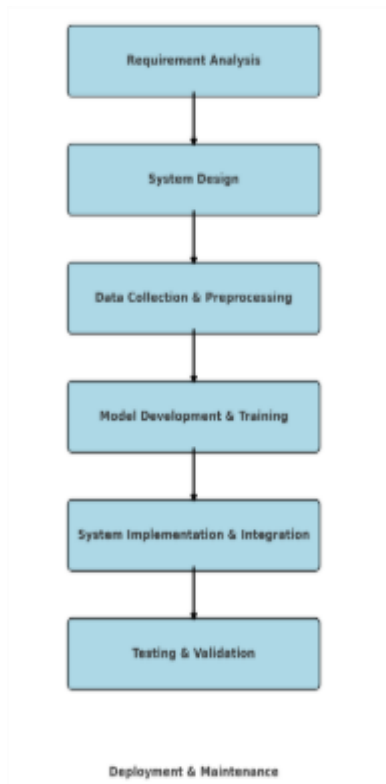 Requirement Analysis
System Design
Data Collection & Preprocessing
Model Development & Training
System Implementation & Integration
Testing & Validation
Deployment & Maintenance